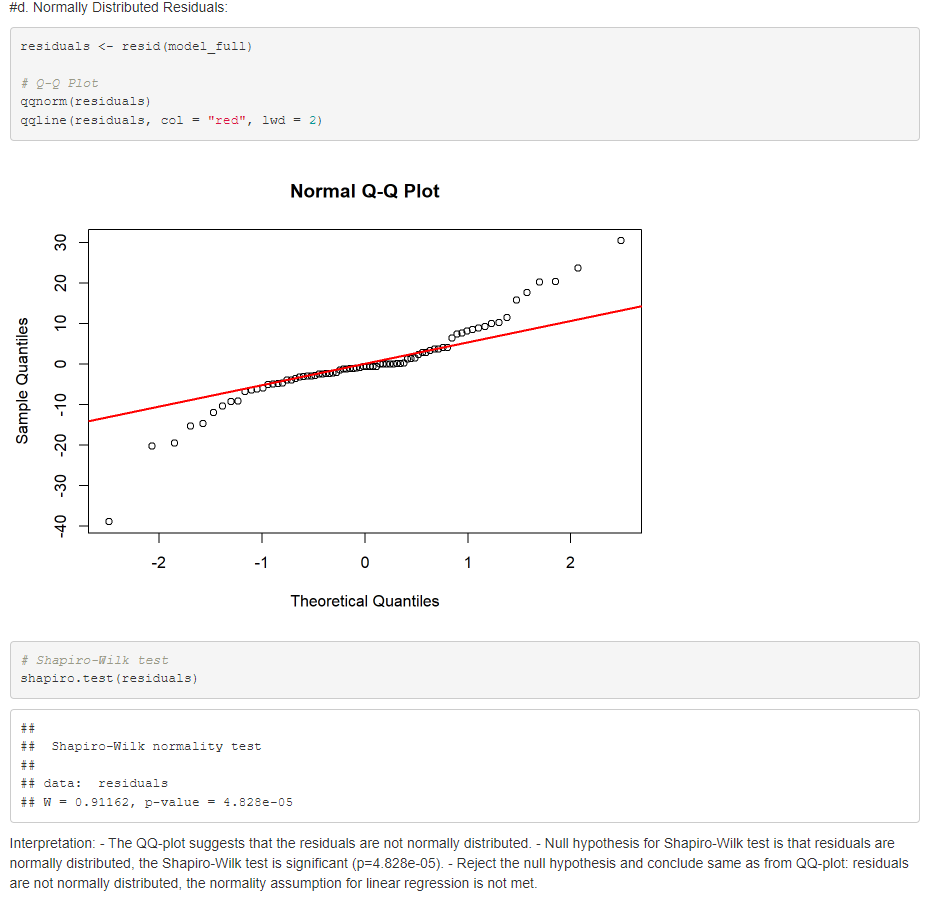 #d. Normally Distributed Residuals:
residuals <- resid(model_full)
# Q-Q Plot
qqnorm(residuals)
qqline(residuals, col = "red", lwd = 2)
Normal Q-Q Plot
30
20
10
0
-10
-20
-30
-40
Sample Quantiles
-2 -1 0 1 2
Theoretical Quantiles
# Shapiro-Wilk test
shapiro.test(residuals)
##
## Shapiro-Wilk normality test
##
## data: residuals
## W = 0.91162, p-value = 4.828e-05
Interpretation: - The QQ-plot suggests that the residuals are not normally distributed. - Null hypothesis for Shapiro-Wilk test is that residuals are
normally distributed, the Shapiro-Wilk test is significant (p=4.828e-05). - Reject the null hypothesis and conclude same as from QQ-plot: residuals
are not normally distributed, the normality assumption for linear regression is not met.